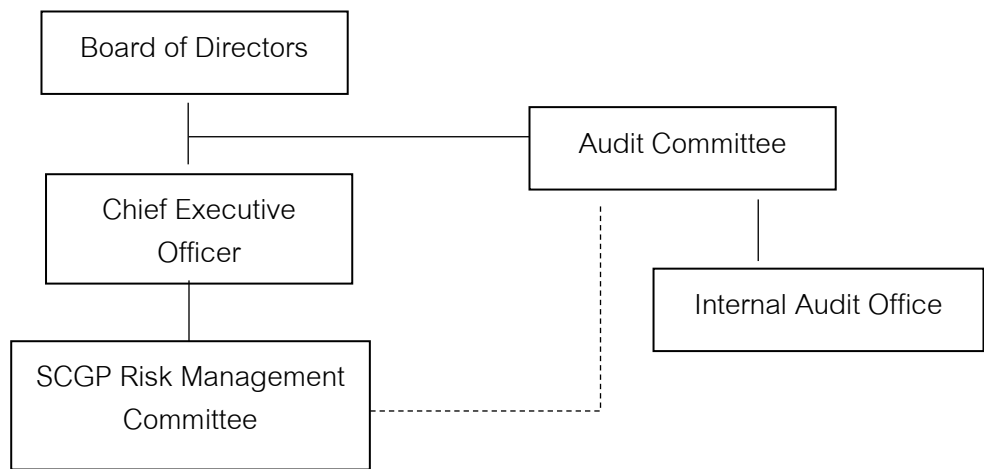 Board of Directors
Audit Committee
Chief Executive
Officer
Internal Audit Office
SCGP Risk Management
Committee